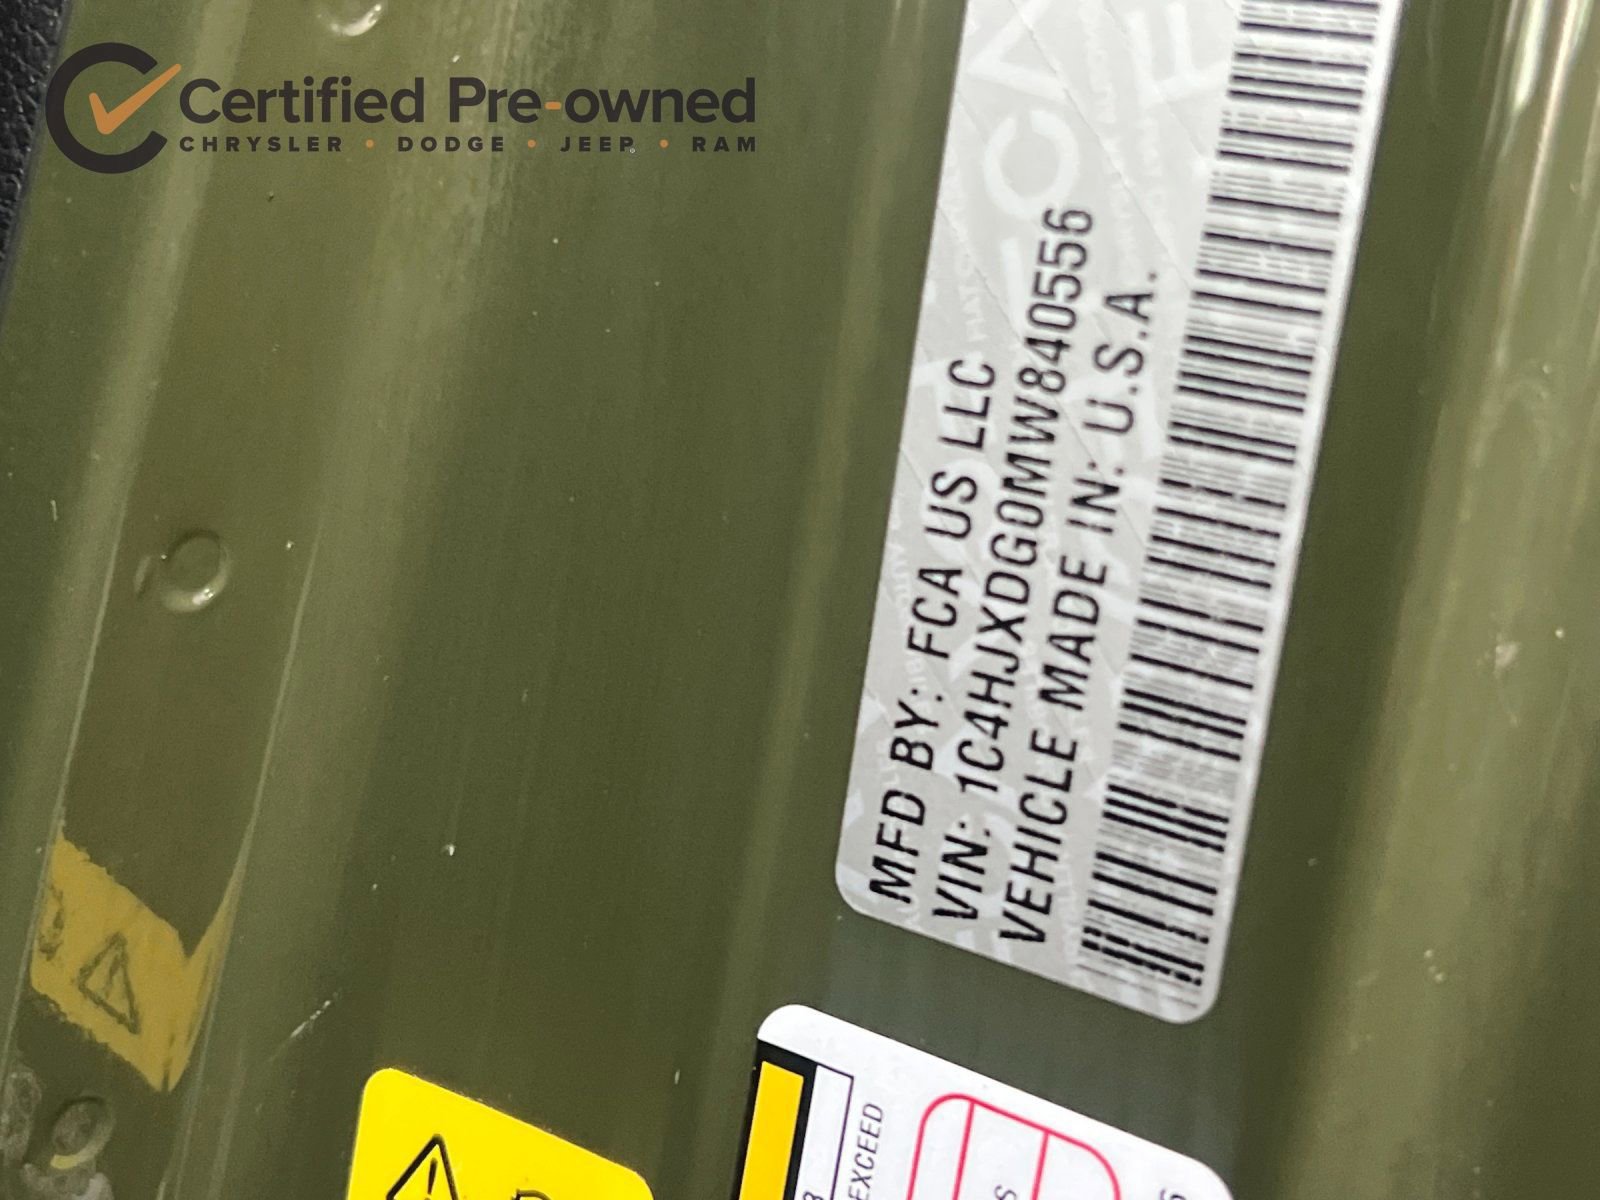 Certified Pre-owned
CHRYSLER • DODGE • JEEP • RAM
MFD BY: FCA US LLC
VIN: 1C4HJXDG0MW840556
VEHICLE MADE IN: U.S.A.
EXCEED